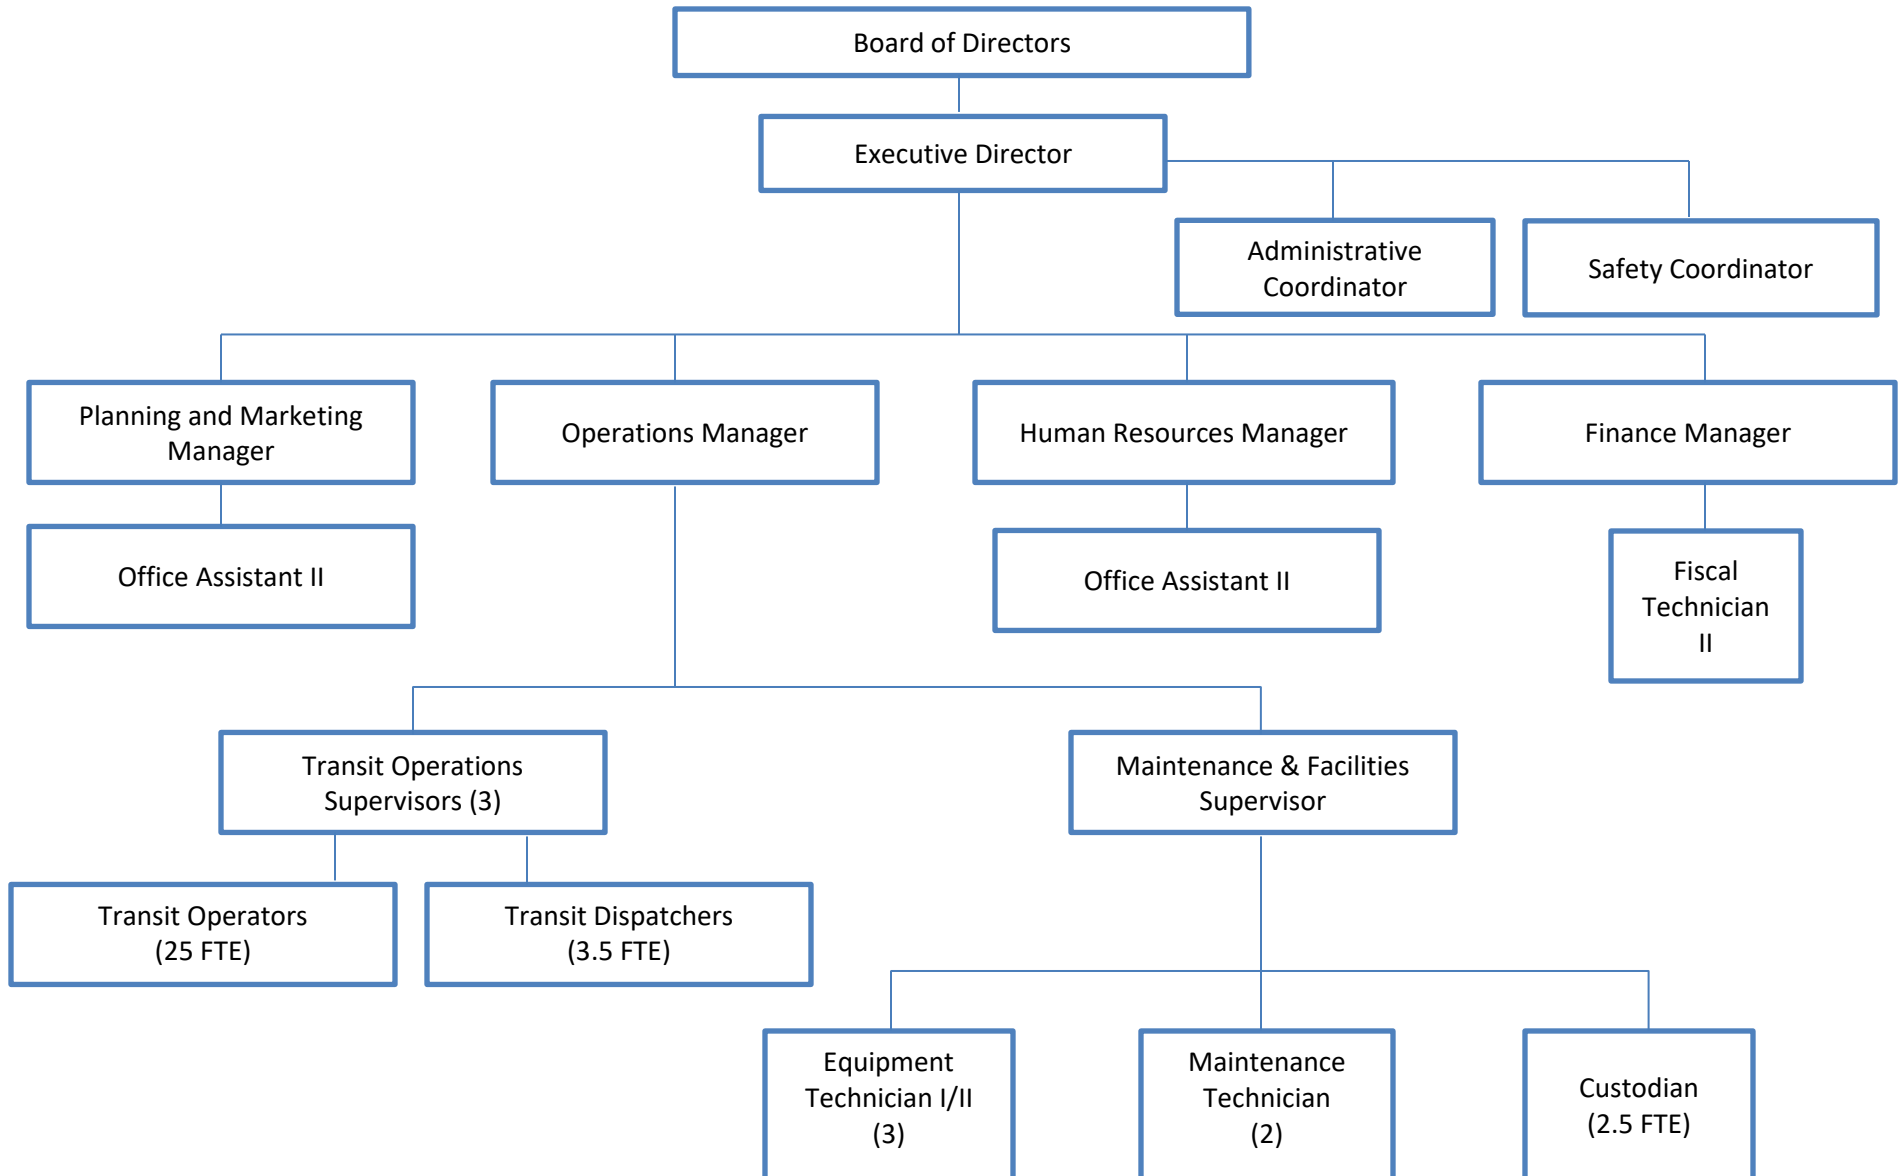 Board of Directors
Executive Director
Administrative
Coordinator
Safety Coordinator
Planning and Marketing
Manager
Operations Manager
Human Resources Manager
Finance Manager
Office Assistant II
Office Assistant II
Fiscal
Technician
II
Transit Operations
Supervisors (3)
Maintenance & Facilities
Supervisor
Transit Operators
(25 FTE)
Transit Dispatchers
(3.5 FTE)
Equipment
Technician I/II
(3)
Maintenance
Technician
(2)
Custodian
(2.5 FTE)